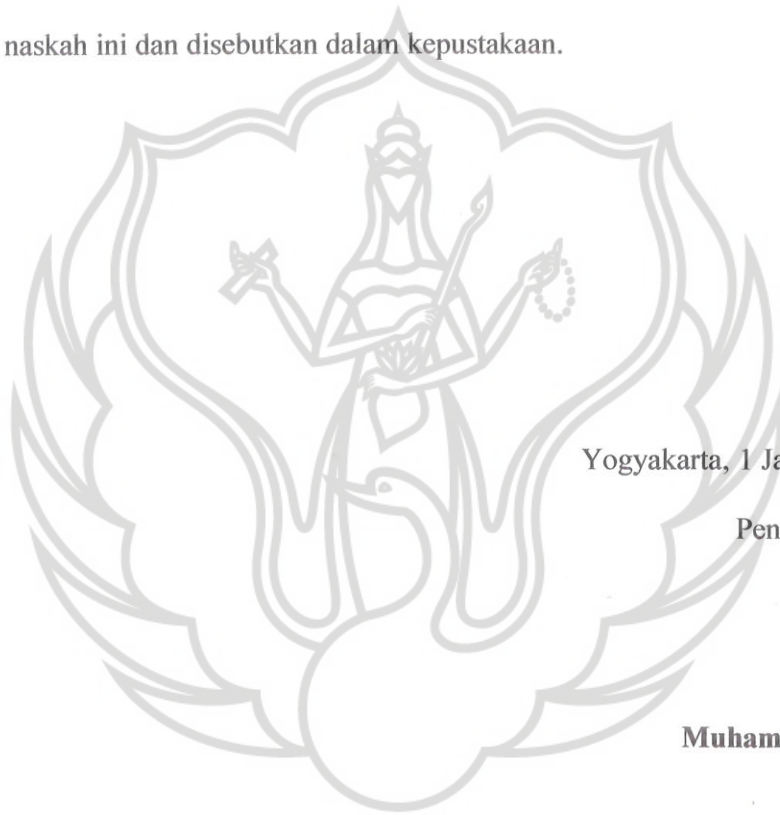 naskah ini dan disebutkan dalam kepustakaan.
Yogyakarta, 1 Ja
Pen
Muham